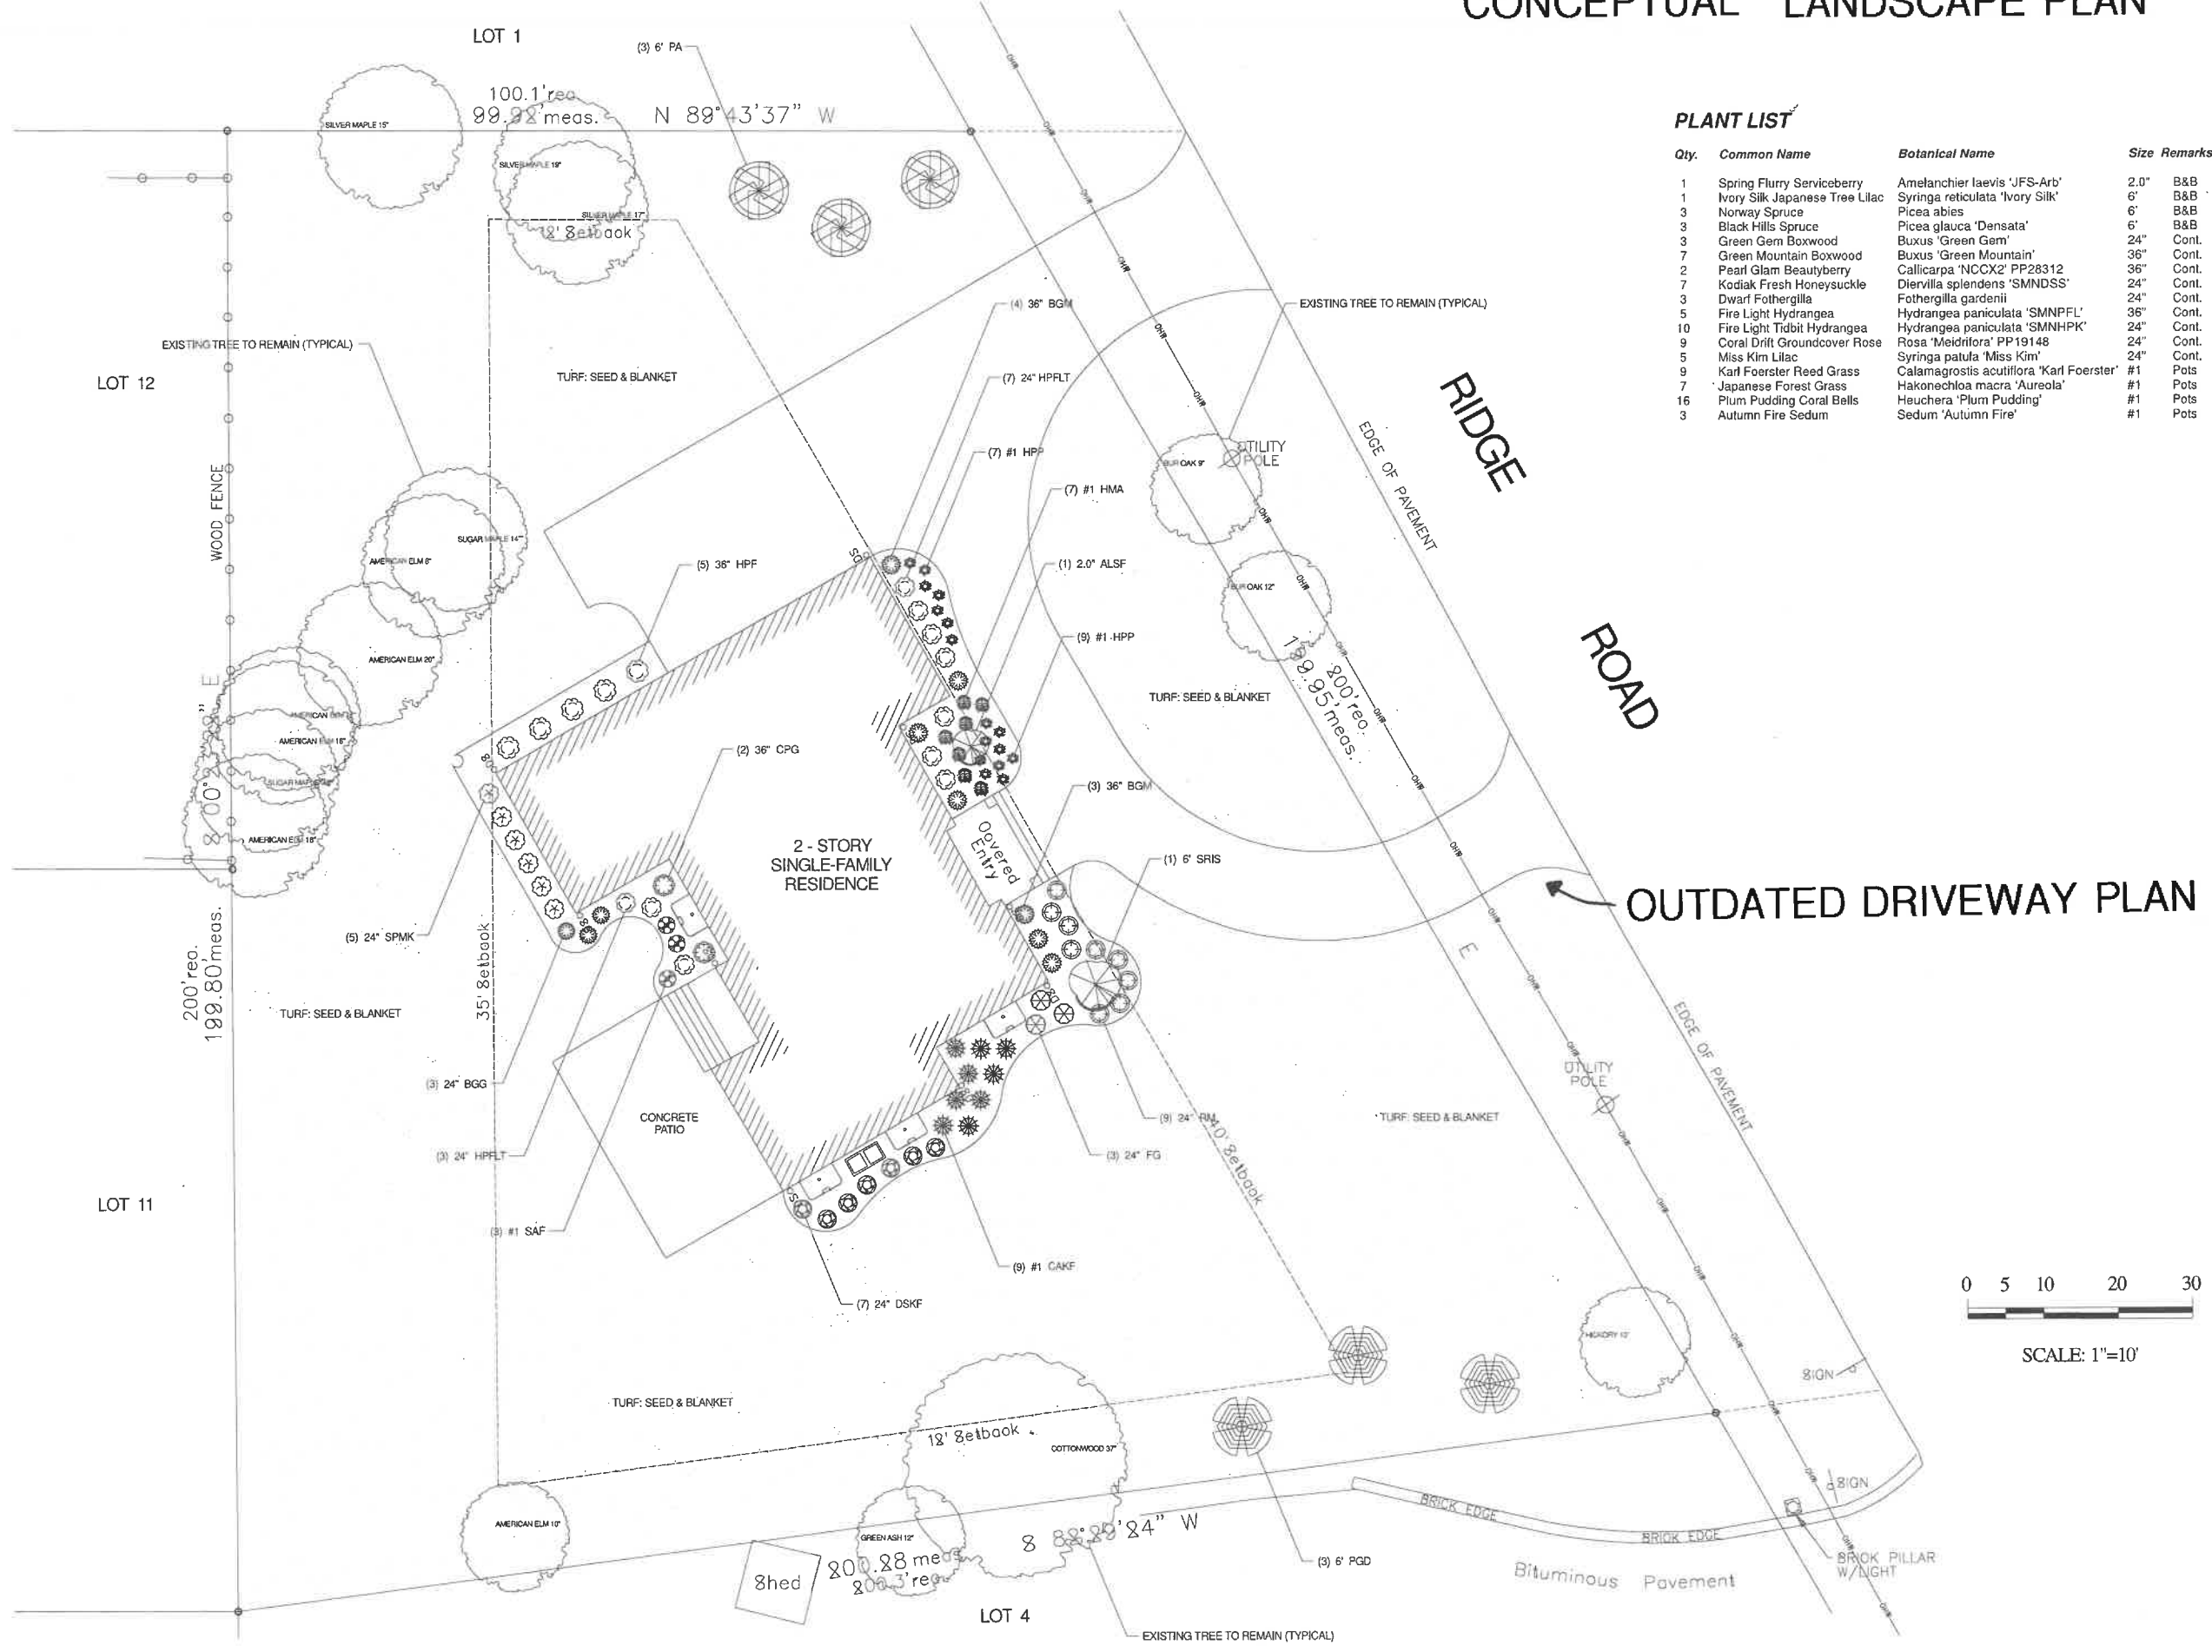 CONCEPTUAL LANDSCAPE PLAN
LOT 1
(3) 6' PA
100.1'rec.
99.98'meas.
N 89°43'37" W
SILVER MAPLE 15"
SILVER MAPLE 19"
SILVER MAPLE 17"
12' Setback
PLANT LIST
Qty. Common Name Botanical Name Size Remarks
1 Spring Flurry Serviceberry Amelanchier laevis 'JFS-Arb' 2.0" B&B
1 Ivory Silk Japanese Tree Lilac Syringa reticulata 'Ivory Silk' 6' B&B
3 Norway Spruce Picea abies 6' B&B
3 Black Hills Spruce Picea glauca 'Densata' 6' B&B
3 Green Gem Boxwood Buxus 'Green Gem' 24" Cont.
7 Green Mountain Boxwood Buxus 'Green Mountain' 36" Cont.
2 Pearl Glam Beautyberry Callicarpa 'NCCX2' PP28312 36" Cont.
7 Kodiak Fresh Honeysuckle Diervilla splendens 'SMNDSS' 24" Cont.
3 Dwarf Fothergilla Fothergilla gardenii 24" Cont.
5 Fire Light Hydrangea Hydrangea paniculata 'SMNPFL' 36" Cont.
10 Fire Light Tidbit Hydrangea Hydrangea paniculata 'SMNHPK' 24" Cont.
9 Coral Drift Groundcover Rose Rosa 'Meidrifora' PP19148 24" Cont.
5 Miss Kim Lilac Syringa patula 'Miss Kim' 24" Cont.
9 Karl Foerster Reed Grass Calamagrostis acutiflora 'Karl Foerster' #1 Pots
7 Japanese Forest Grass Hakonechloa macra 'Aureola' #1 Pots
16 Plum Pudding Coral Bells Heuchera 'Plum Pudding' #1 Pots
3 Autumn Fire Sedum Sedum 'Autumn Fire' #1 Pots
(4) 36" BGM
EXISTING TREE TO REMAIN (TYPICAL)
EXISTING TREE TO REMAIN (TYPICAL)
LOT 12
TURF: SEED & BLANKET
(7) 24" HPFLT
(7) #1 HPP
(7) #1 HMA
(1) 2.0" ALSF
(9) #1 HPP
(5) 36" HPF
RIDGE
ROAD
EDGE OF PAVEMENT
UTILITY
POLE
BUR OAK 9"
BUR OAK 12"
200'rec.
199.95'meas.
OHW
WOOD FENCE
SUGAR MAPLE 14"
AMERICAN ELM 8"
AMERICAN ELM 20"
AMERICAN ELM
AMERICAN ELM 16"
SUGAR MAPLE
AMERICAN ELM 18"
TURF: SEED & BLANKET
(2) 36" CPG
2 - STORY
SINGLE-FAMILY
RESIDENCE
Covered
Entry
(3) 36" BGM
(1) 6' SRIS
OUTDATED DRIVEWAY PLAN
DS
E
(5) 24" SPMK
35' Setback
200'rec.
199.80'meas.
TURF: SEED & BLANKET
(3) 24" BGG
(3) 24" HPFLT
(3) #1 SAF
CONCRETE
PATIO
(9) 24" RM
(3) 24" FG
40' Setback
TURF: SEED & BLANKET
UTILITY
POLE
EDGE OF PAVEMENT
LOT 11
(9) #1 CAKF
(7) 24" DSKF
0 5 10 20 30
SCALE: 1"=10'
HICKORY
SIGN
TURF: SEED & BLANKET
12' Setback
COTTONWOOD 37"
AMERICAN ELM 10"
GREEN ASH 12"
Shed
200.28 meas.
200.3'rec.
LOT 4
(3) 6' PGD
EXISTING TREE TO REMAIN (TYPICAL)
BRICK EDGE
BRICK EDGE
SIGN
BRICK PILLAR
W/LIGHT
Bituminous Pavement